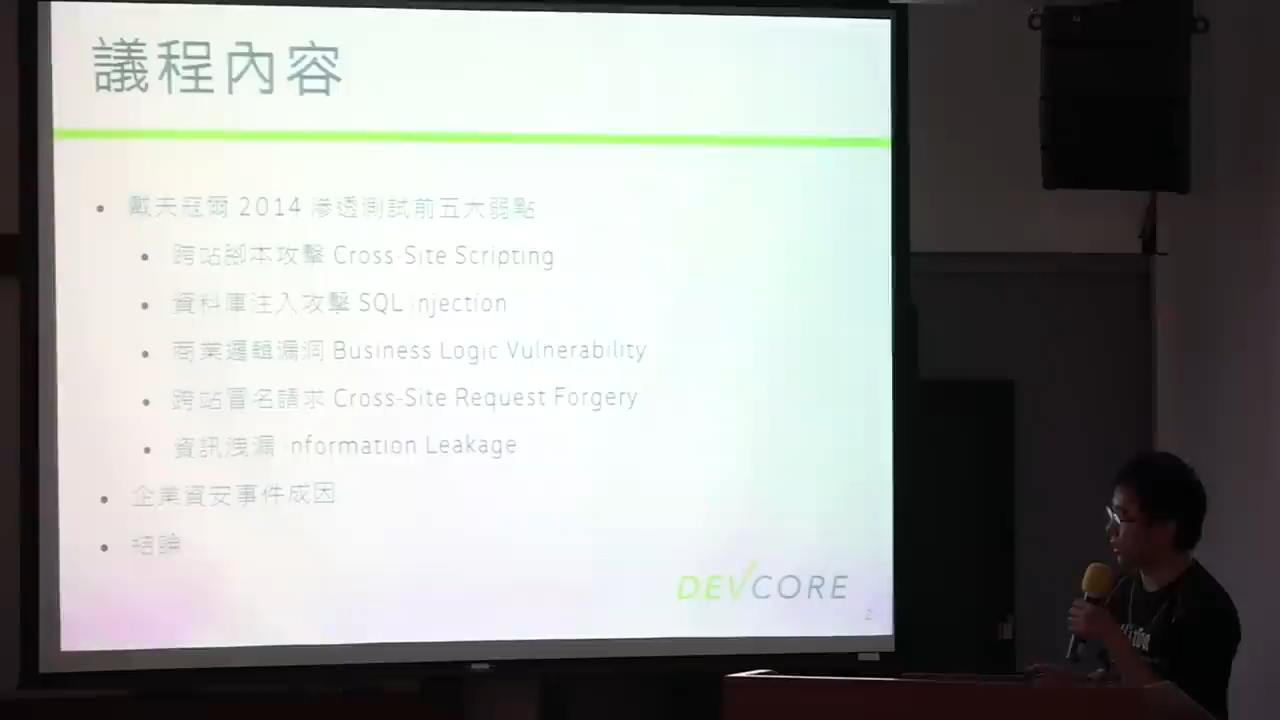 議程內容
戴夫寇爾 2014 滲透測試前五大弱點
跨站腳本攻擊 Cross-Site Scripting
資料庫注入攻擊 SQL Injection
商業邏輯漏洞 Business Logic Vulnerability
跨站冒名請求 Cross-Site Request Forgery
資訊洩漏 Information Leakage
企業資安事件成因
結論
DEVCORE
2